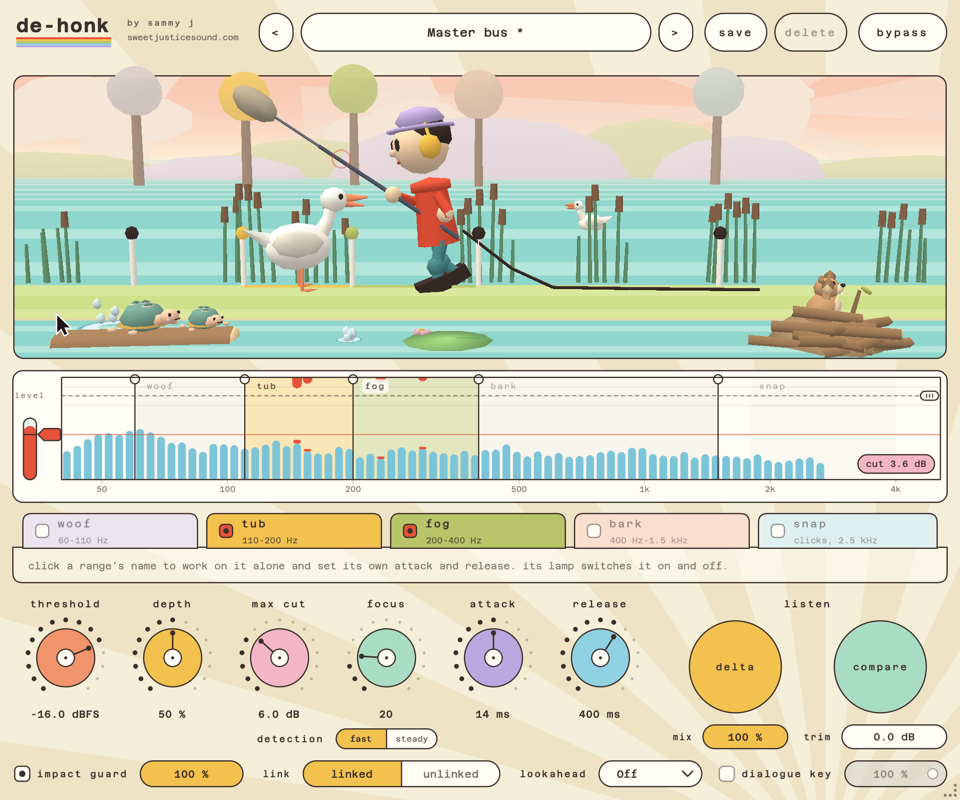 de-honk
by sammy j
sweetjusticesound.com
<
Master bus *
>
save
delete
bypass
level
woof
tub
fog
bark
snap
cut 3.6 dB
50
100
200
500
1k
2k
4k
woof
60-110 Hz
tub
110-200 Hz
fog
200-400 Hz
bark
400 Hz-1.5 kHz
snap
clicks, 2.5 kHz
click a range's name to work on it alone and set its own attack and release. its lamp switches it on and off.
threshold
depth
max cut
focus
attack
release
listen
delta
compare
-16.0 dBFS
50 %
6.0 dB
20
14 ms
400 ms
detection
fast
steady
mix
100 %
trim
0.0 dB
impact guard
100 %
link
linked
unlinked
lookahead
Off
dialogue key
100 %